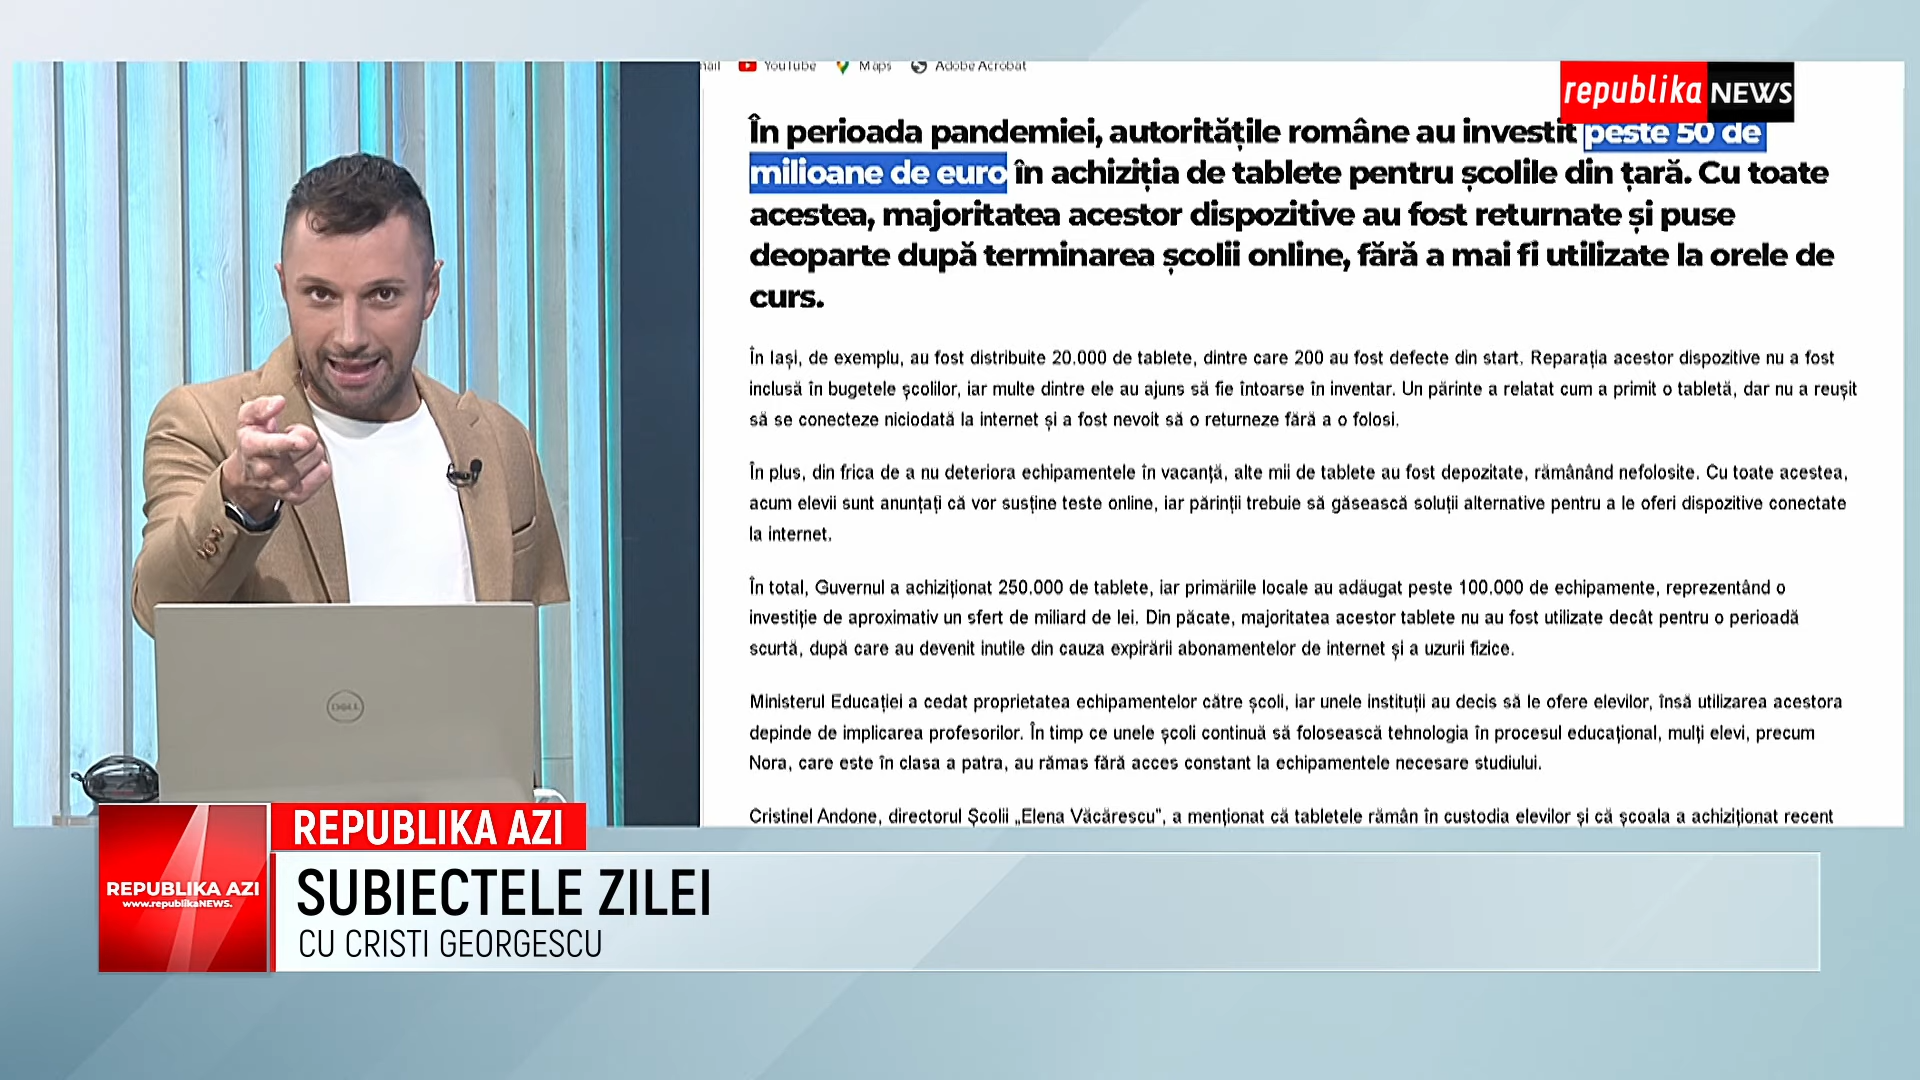 YouTube
Maps
Adobe Acrobat
republika NEWS
În perioada pandemiei, autoritățile române au investit peste 50 de
milioane de euro în achiziția de tablete pentru școlile din țară. Cu toate
acestea, majoritatea acestor dispozitive au fost returnate și puse
deoparte după terminarea școlii online, fără a mai fi utilizate la orele de
curs.
În Iași, de exemplu, au fost distribuite 20.000 de tablete, dintre care 200 au fost defecte din start. Reparația acestor dispozitive nu a fost
inclusă în bugetele școlilor, iar multe dintre ele au ajuns să fie întoarse în inventar. Un părinte a relatat cum a primit o tabletă, dar nu a reușit
să se conecteze niciodată la internet și a fost nevoit să o returneze fără a o folosi.
În plus, din frica de a nu deteriora echipamentele în vacanță, alte mii de tablete au fost depozitate, rămânând nefolosite. Cu toate acestea,
acum elevii sunt anunțați că vor susține teste online, iar părinții trebuie să găsească soluții alternative pentru a le oferi dispozitive conectate
la internet.
În total, Guvernul a achiziționat 250.000 de tablete, iar primăriile locale au adăugat peste 100.000 de echipamente, reprezentând o
investiție de aproximativ un sfert de miliard de lei. Din păcate, majoritatea acestor tablete nu au fost utilizate decât pentru o perioadă
scurtă, după care au devenit inutile din cauza expirării abonamentelor de internet și a uzurii fizice.
Ministerul Educației a cedat proprietatea echipamentelor către școli, iar unele instituții au decis să le ofere elevilor, însă utilizarea acestora
depinde de implicarea profesorilor. În timp ce unele școli continuă să folosească tehnologia în procesul educațional, mulți elevi, precum
Nora, care este în clasa a patra, au rămas fără acces constant la echipamentele necesare studiului.
Cristinel Andone, directorul Școlii „Elena Văcărescu”, a menționat că tabletele rămân în custodia elevilor și că școala a achiziționat recent
DELL
REPUBLIKA AZI
REPUBLIKA AZI
www.republikaNEWS.
SUBIECTELE ZILEI
CU CRISTI GEORGESCU